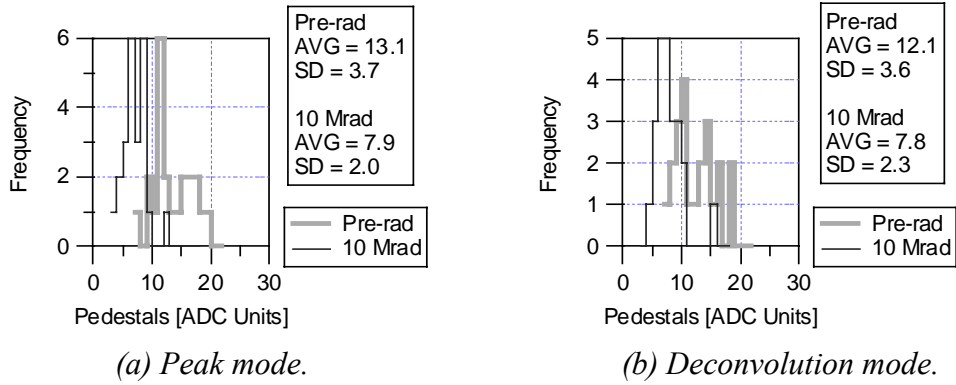 Pre-rad
AVG = 13.1
SD = 3.7
10 Mrad
AVG = 7.9
SD = 2.0
Frequency
6
4
2
0
0 10 20 30
Pedestals [ADC Units]
Pre-rad
10 Mrad
(a) Peak mode.
Pre-rad
AVG = 12.1
SD = 3.6
10 Mrad
AVG = 7.8
SD = 2.3
Frequency
5
4
3
2
1
0
0 10 20 30
Pedestals [ADC Units]
Pre-rad
10 Mrad
(b) Deconvolution mode.